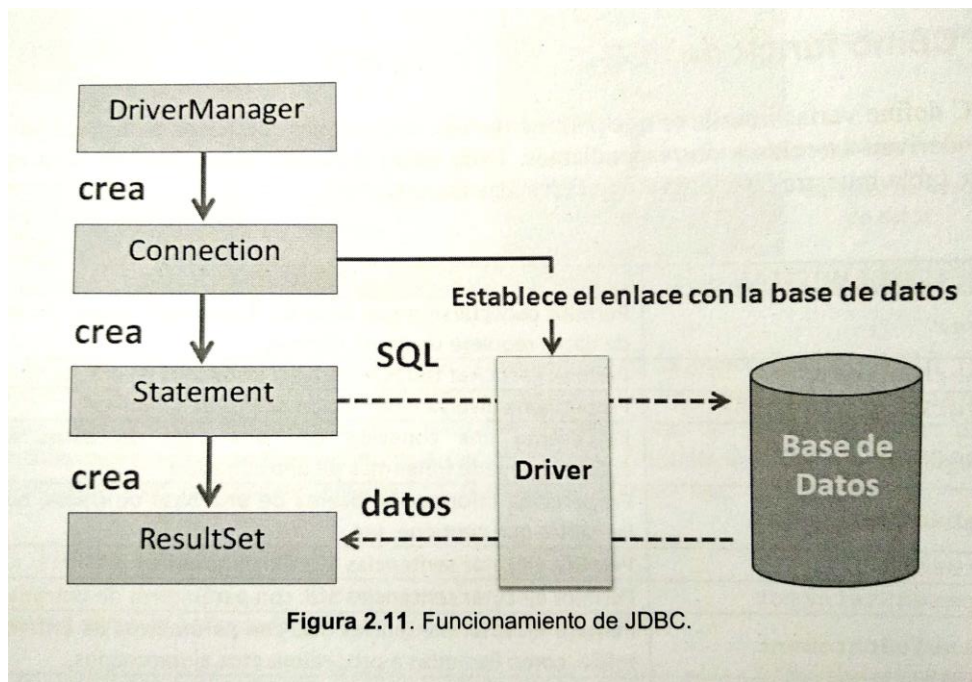 DriverManager
crea
Connection
Establece el enlace con la base de datos
crea
SQL
Statement
Base de
Datos
Driver
crea
datos
ResultSet
Figura 2.11. Funcionamiento de JDBC.